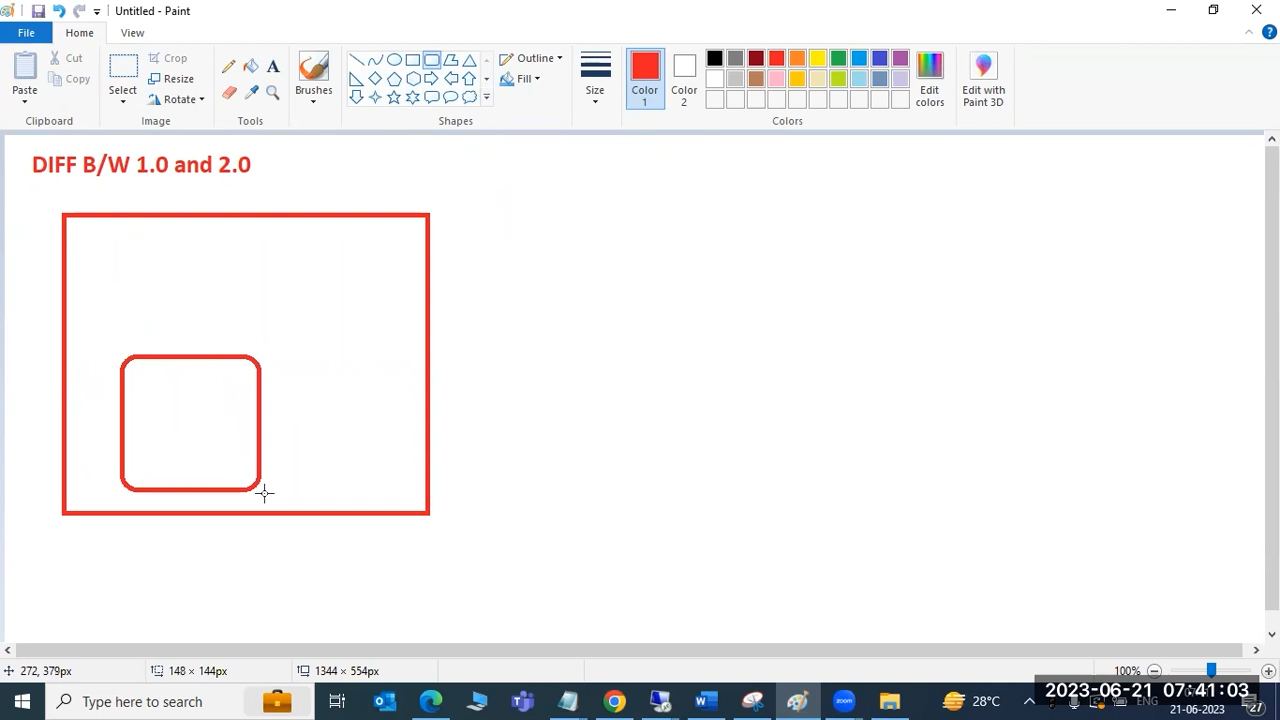 Untitled - Paint
File
Home
View
Paste
Cut
Copy
Clipboard
Select
Crop
Resize
Rotate
Image
A
Tools
Brushes
Shapes
Outline
Fill
Size
Color 1
Color 2
Edit colors
Edit with Paint 3D
Colors
DIFF B/W 1.0 and 2.0
272, 379px
148 × 144px
1344 × 554px
100%
Type here to search
zoom
28°C
ENG
2023-06-21 07:41:03
21-06-2023
27